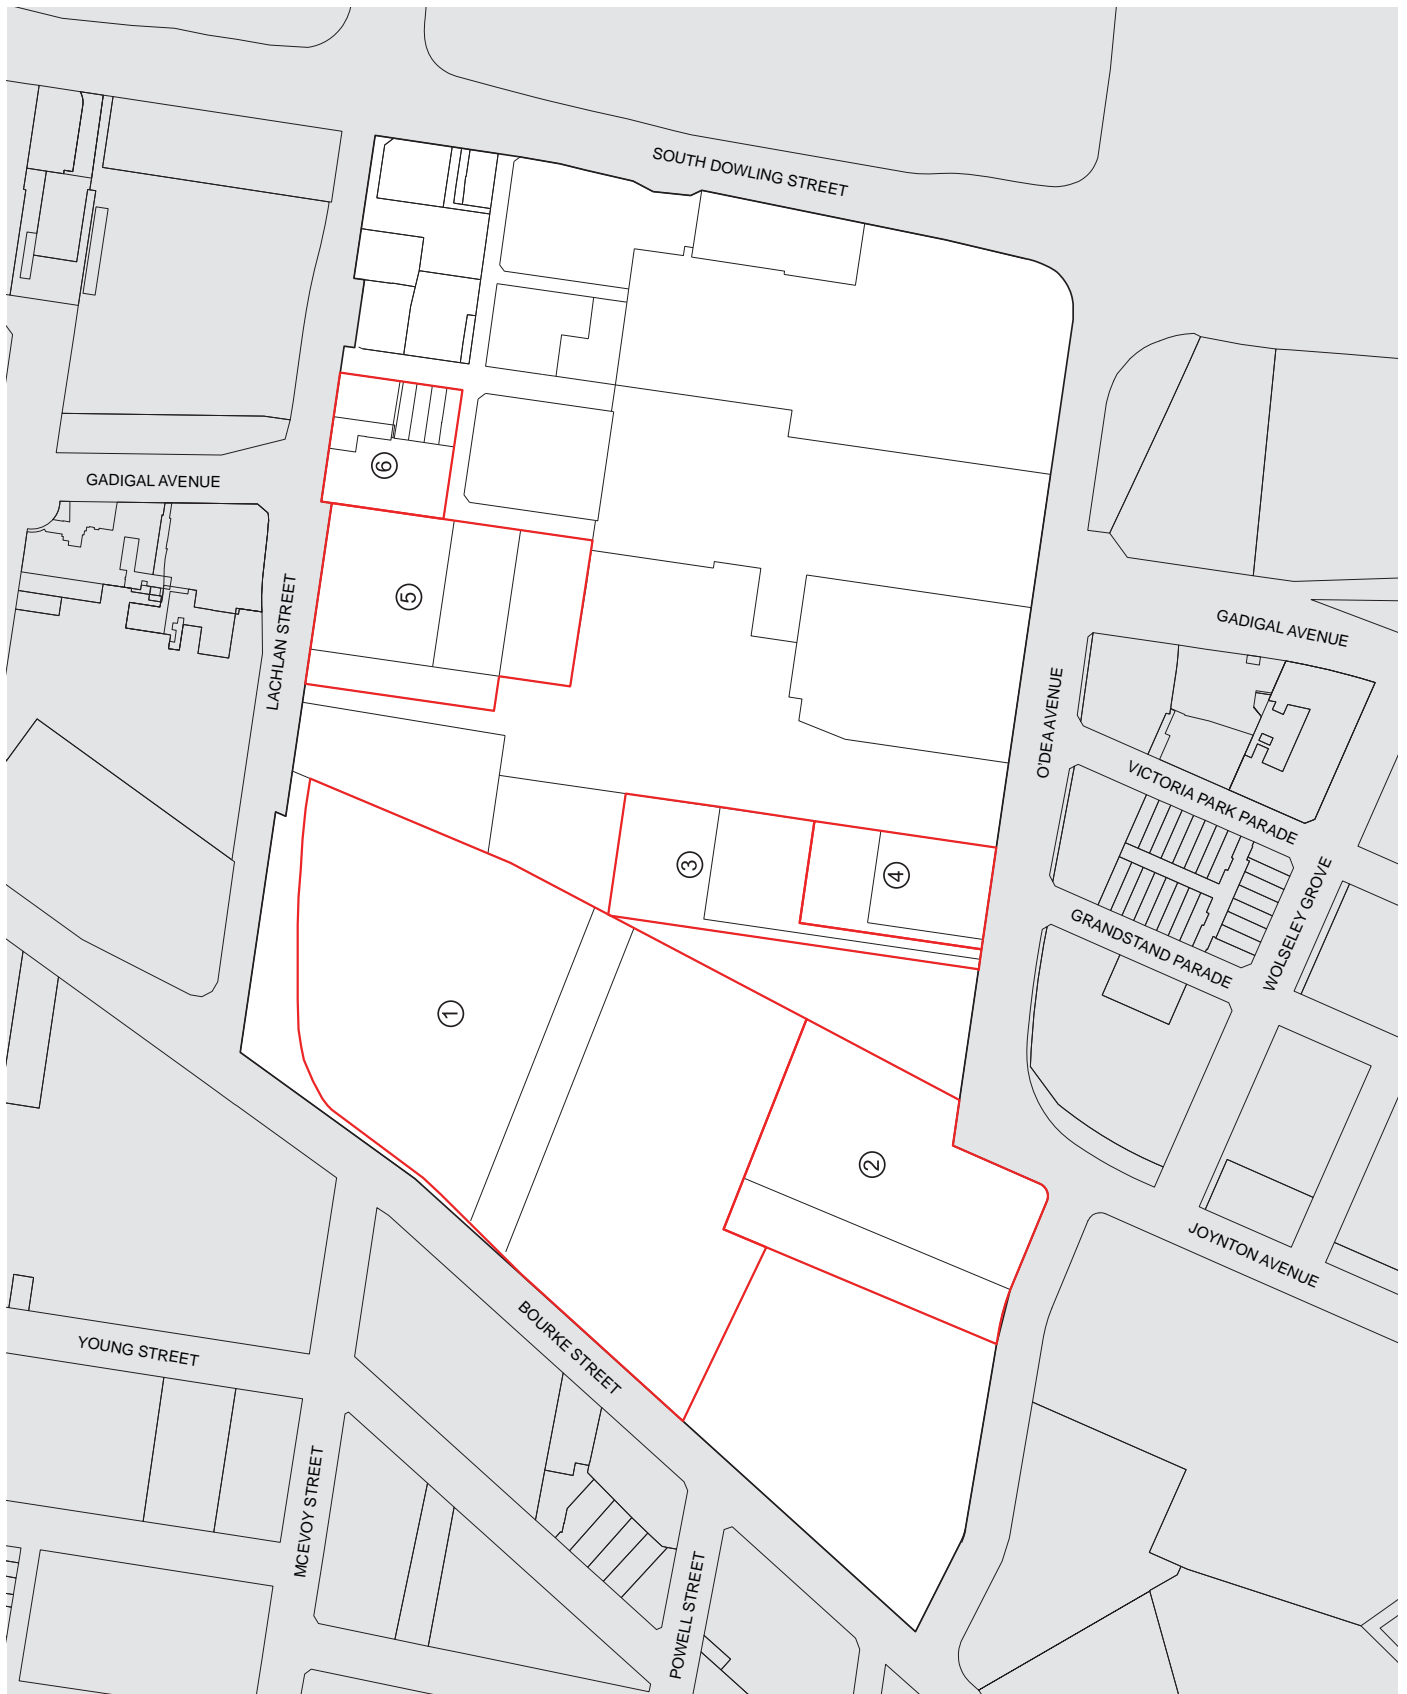 SOUTH DOWLING STREET
GADIGAL AVENUE
6
LACHLAN STREET
5
GADIGAL AVENUE
O'DEA AVENUE
VICTORIA PARK PARADE
3
4
GRANDSTAND PARADE
WOLSELEY GROVE
1
2
JOYNTON AVENUE
BOURKE STREET
YOUNG STREET
MCEVOY STREET
POWELL STREET